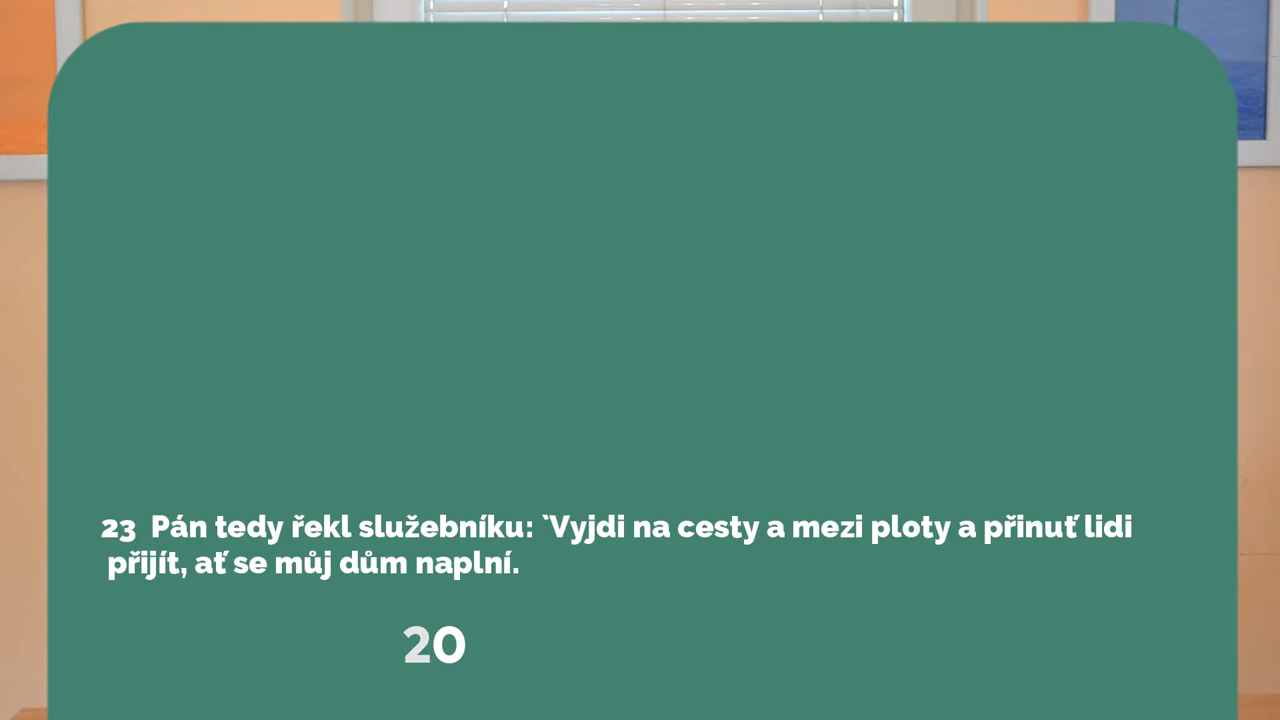 23 Pán tedy řekl služebníku: `Vyjdi na cesty a mezi ploty a přinuť lidi
přijít, ať se můj dům naplní.
20